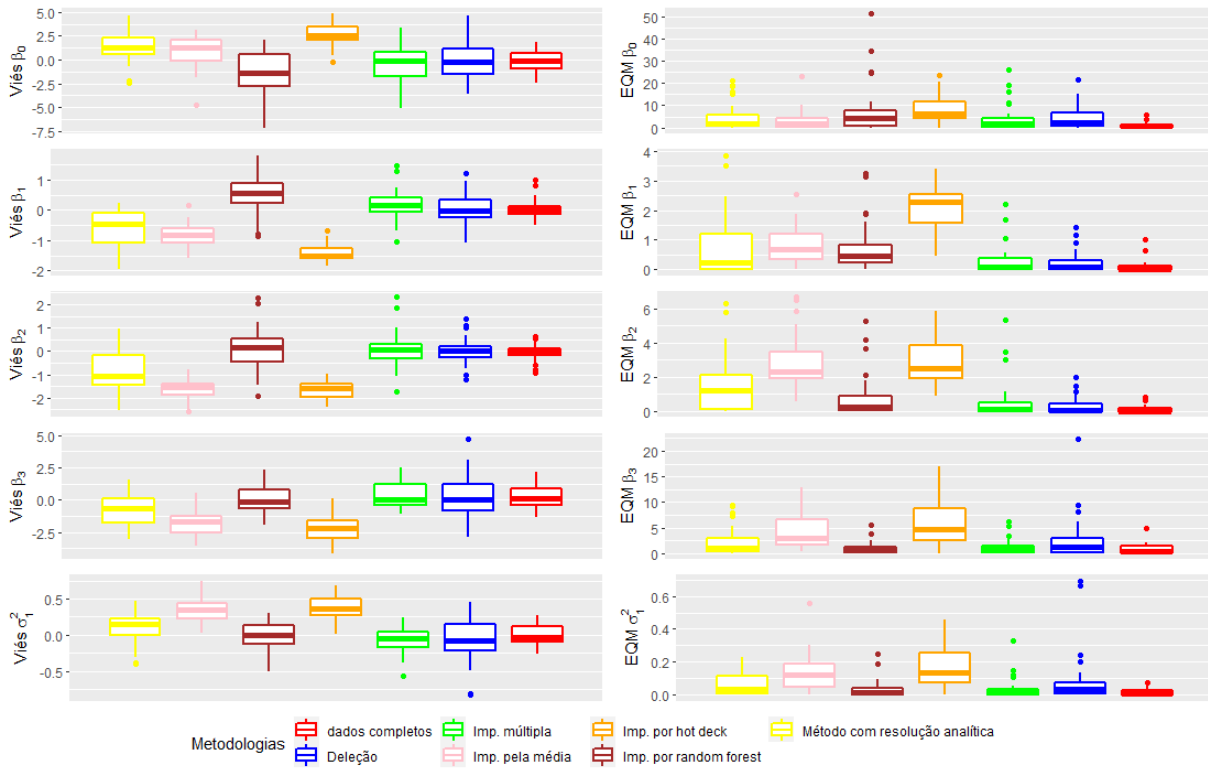 Viés β₀
5.0
2.5
0.0
-2.5
-5.0
-7.5
EQM β₀
50
40
30
20
10
0
Viés β₁
1
0
-1
-2
EQM β₁
4
3
2
1
0
Viés β₂
2
1
0
-1
-2
EQM β₂
6
4
2
0
Viés β₃
5.0
2.5
0.0
-2.5
EQM β₃
20
15
10
5
0
Viés σ₁²
0.5
0.0
-0.5
EQM σ₁²
0.6
0.4
0.2
0.0
Metodologias
dados completos
Imp. múltipla
Imp. por hot deck
Método com resolução analítica
Deleção
Imp. pela média
Imp. por random forest